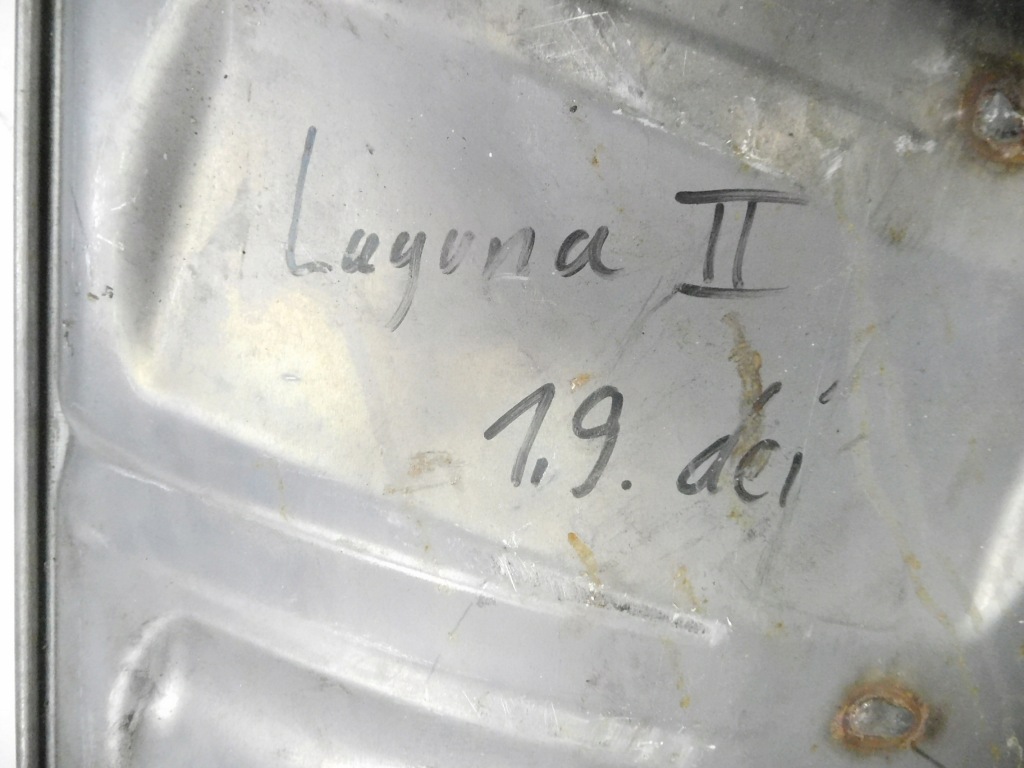 Laguna II
1,9. dci